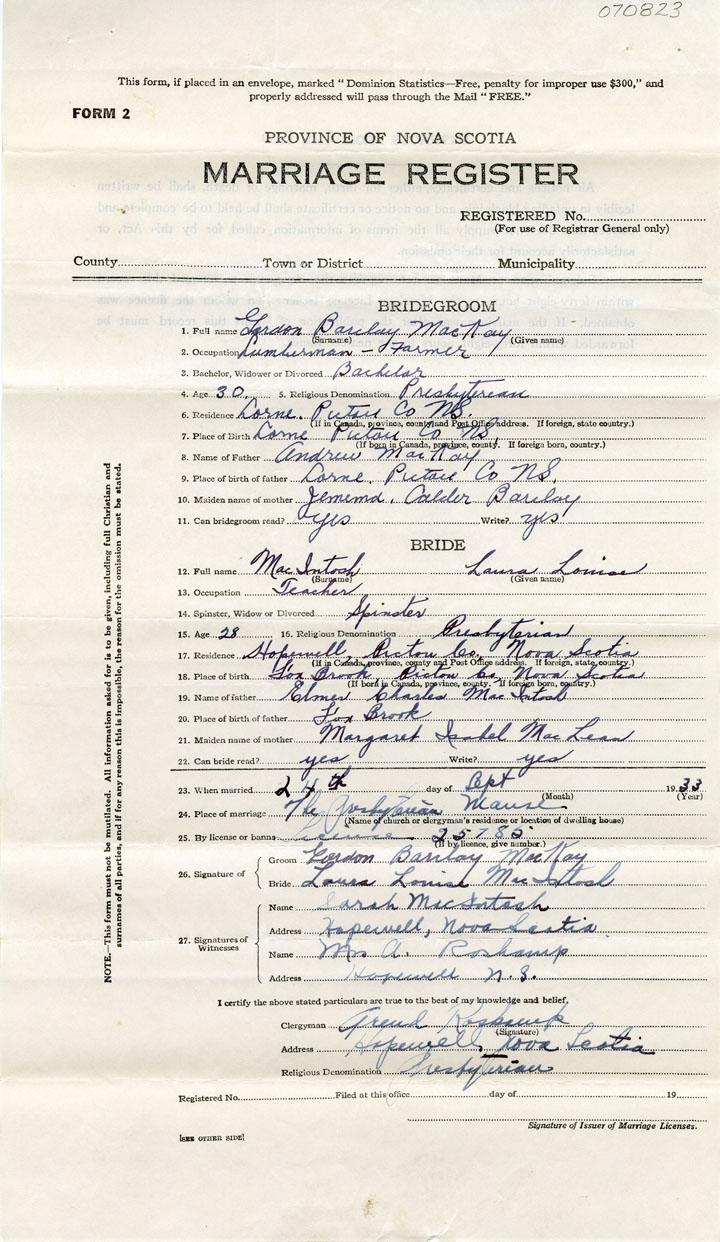 070823
This form, if placed in an envelope, marked "Dominion Statistics—Free, penalty for improper use $300," and
properly addressed will pass through the Mail "FREE."
FORM 2
PROVINCE OF NOVA SCOTIA
MARRIAGE REGISTER
REGISTERED No.
(For use of Registrar General only)
County Town or District Municipality
BRIDEGROOM
1. Full name Gordon Barclay MacKay
(Surname) (Given name)
2. Occupation Lumberman - Farmer
3. Bachelor, Widower or Divorced Bachelor
4. Age 30. 5. Religious Denomination Presbyterian
6. Residence Lorne. Pictou Co NS.
(If in Canada, province, county and Post Office address. If foreign, state country.)
7. Place of Birth Lorne Pictou Co NS.
(If born in Canada, province, county. If foreign born, country.)
8. Name of Father Andrew MacKay
9. Place of birth of father Lorne. Pictou Co NS.
10. Maiden name of mother Calder Barclay
11. Can bridegroom read? yes Write? yes
BRIDE
12. Full name MacIntosh Laura Louise
(Surname) (Given name)
13. Occupation Teacher
14. Spinster, Widow or Divorced Spinster
15. Age 28 16. Religious Denomination Presbyterian
17. Residence Hopewell, Pictou Co., Nova Scotia
(If in Canada, province, county and Post Office address. If foreign, state country.)
18. Place of birth Fox Brook, Pictou Co., Nova Scotia
(If born in Canada, province, county. If foreign born, country.)
19. Name of father Elmer Charles MacIntosh
20. Place of birth of father Fox Brook
21. Maiden name of mother Margaret Isabel MacLean
22. Can bride read? yes Write? yes
23. When married 24th day of Sept 1933
(Month) (Year)
24. Place of marriage The Presbyterian Manse
(Name of church or clergyman's residence or location of dwelling house)
25. By license or banns License 25785
(If by licence, give number.)
26. Signature of
Groom Gordon Barclay MacKay
Bride Laura Louise MacIntosh
27. Signatures of Witnesses
Name Sarah MacIntosh
Address Hopewell, Nova Scotia
Name Mrs A. Roskamp
Address Hopewell N.S.
I certify the above stated particulars are true to the best of my knowledge and belief.
Clergyman Roskamp
(Signature)
Address Hopewell, Nova Scotia
Religious Denomination Presbyterian
Registered No. Filed at this office day of 19
Signature of Issuer of Marriage Licenses.
[SEE OTHER SIDE]
NOTE.—This form must not be mutilated. All information asked for is to be given, including full Christian and
surnames of all parties, and if for any reason this is impossible, the reason for the omission must be stated.